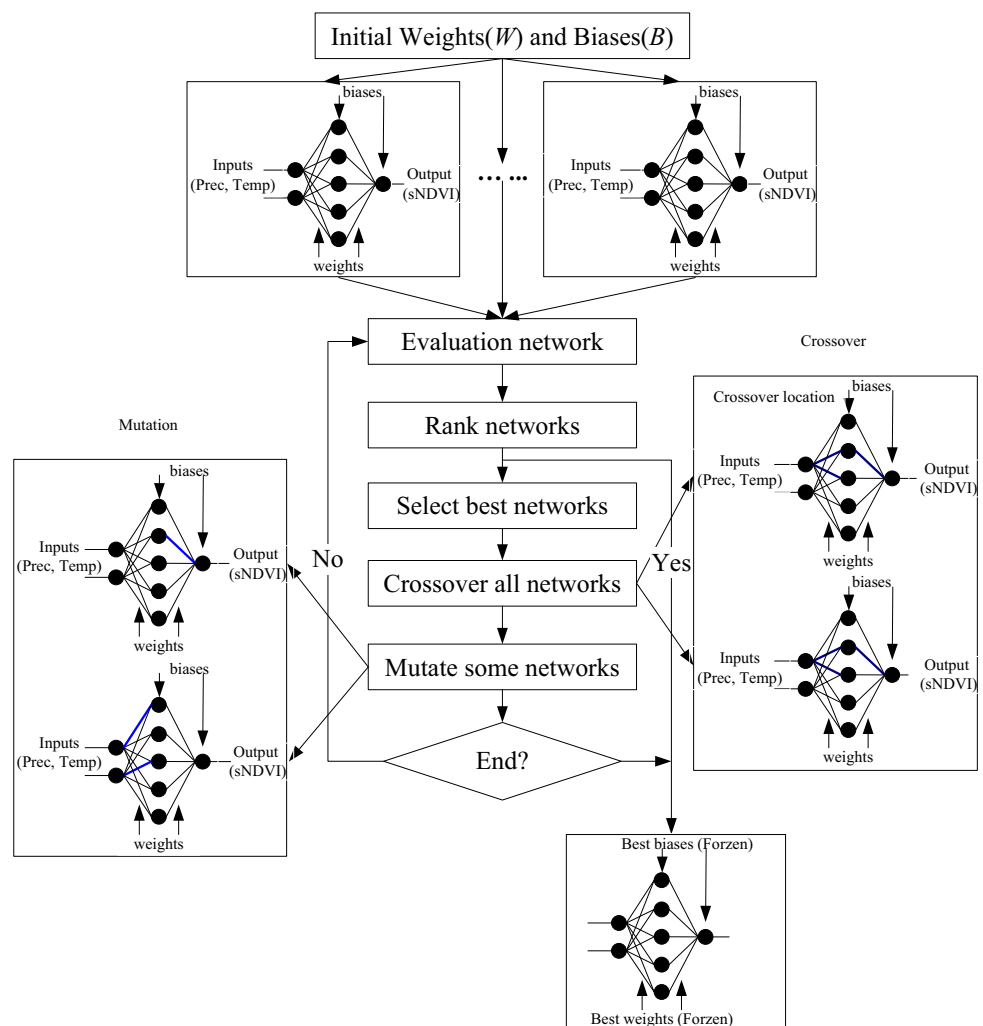 Initial Weights(W) and Biases(B)
biases
Inputs
(Prec, Temp)
Output
(sNDVI)
weights
... ...
biases
Inputs
(Prec, Temp)
Output
(sNDVI)
weights
Evaluation network
Rank networks
Select best networks
Crossover all networks
Mutate some networks
End?
No
Yes
Mutation
biases
Inputs
(Prec, Temp)
Output
(sNDVI)
weights
biases
Inputs
(Prec, Temp)
Output
(sNDVI)
weights
Crossover
biases
Crossover location
Inputs
(Prec, Temp)
Output
(sNDVI)
weights
biases
Inputs
(Prec, Temp)
Output
(sNDVI)
weights
Best biases (Forzen)
Best weights (Forzen)